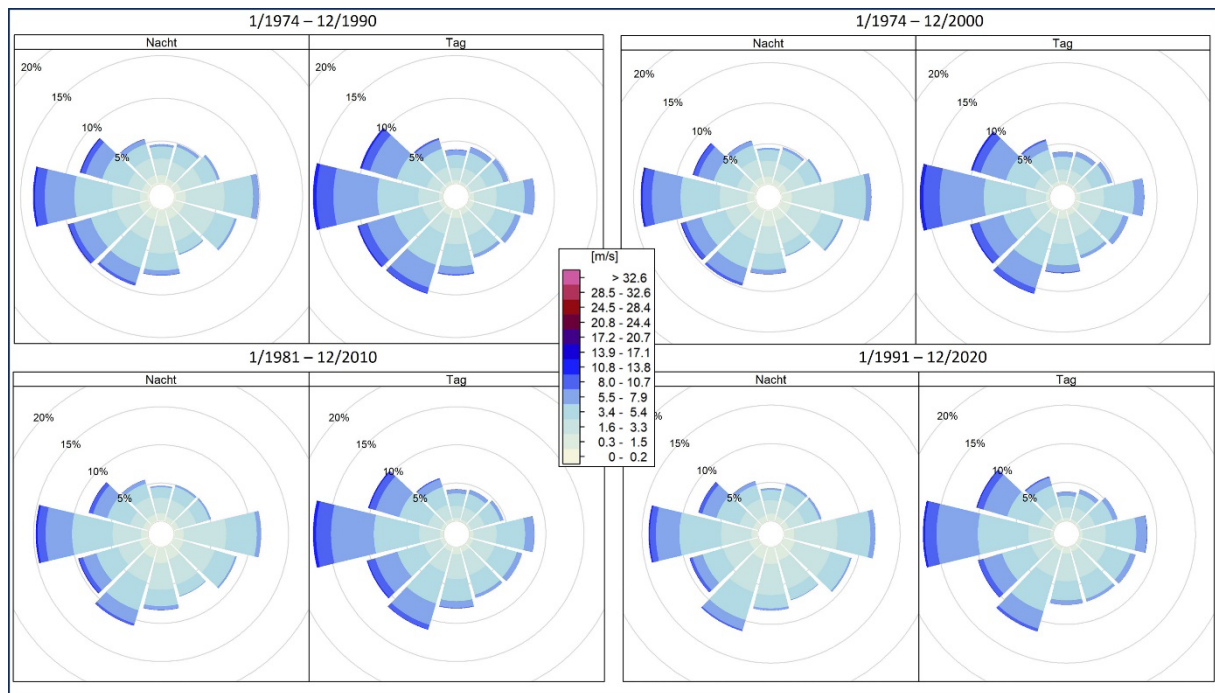 1/1974 – 12/1990
Nacht Tag
20% 20%
15% 15%
10% 10%
5% 5%
1/1974 – 12/2000
Nacht Tag
20% 20%
15% 15%
10% 10%
5% 5%
[m/s]
> 32.6
28.5 - 32.6
24.5 - 28.4
20.8 - 24.4
17.2 - 20.7
13.9 - 17.1
10.8 - 13.8
8.0 - 10.7
5.5 - 7.9
3.4 - 5.4
1.6 - 3.3
0.3 - 1.5
0 - 0.2
1/1981 – 12/2010
Nacht Tag
20% 20%
15% 15%
10% 10%
5% 5%
1/1991 – 12/2020
Nacht Tag
% 20%
15% 15%
10% 10%
5% 5%